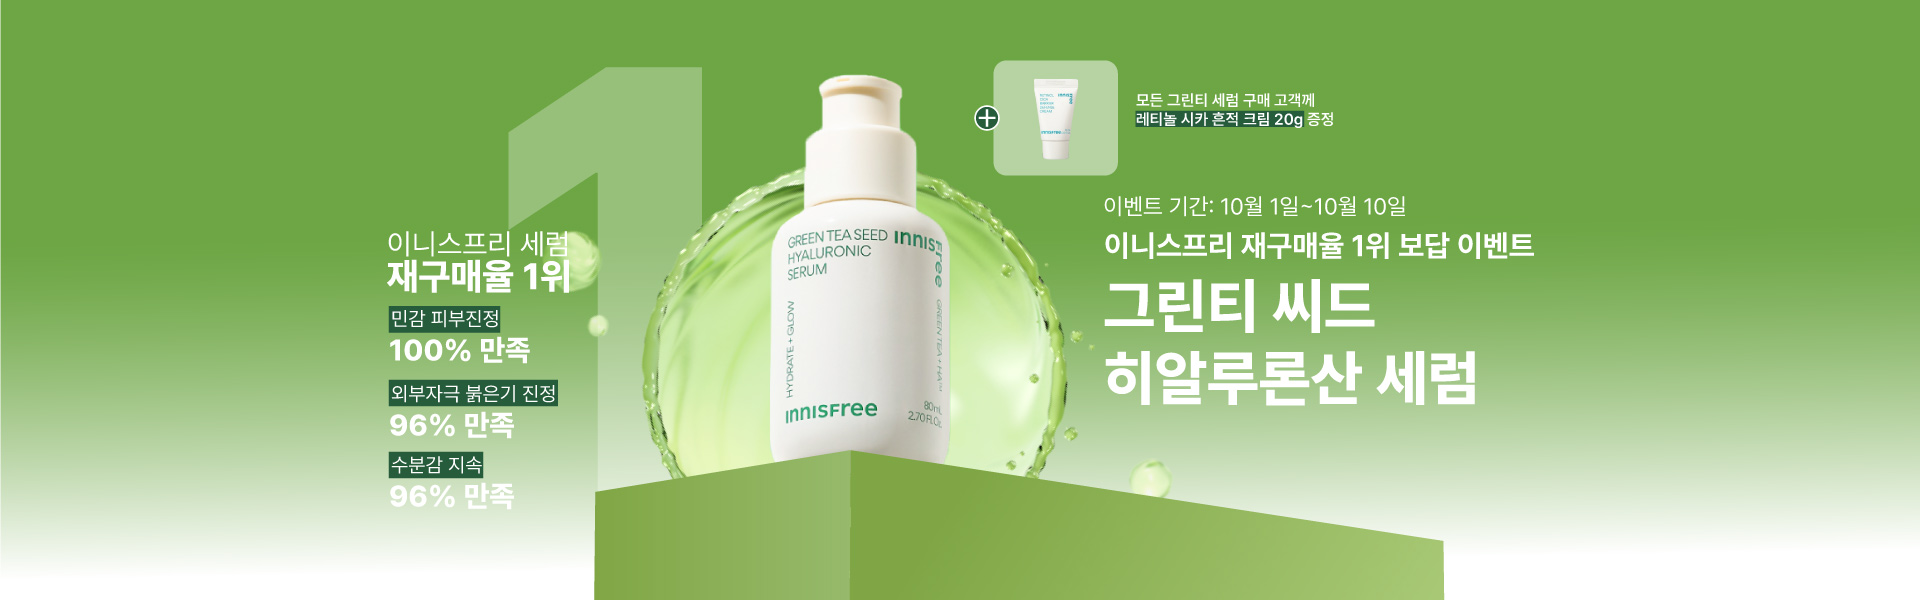 1
이니스프리 세럼
재구매율 1위
민감 피부진정
100% 만족
외부자극 붉은기 진정
96% 만족
수분감 지속
96% 만족
GREEN TEA SEED
HYALURONIC
SERUM
INNISFree
HYDRATE + GLOW
GREEN TEA + HA™
INNISFree
80mL
2.70 FL.Oz.
INNISFree
INNISFree
모든 그린티 세럼 구매 고객께
레티놀 시카 흔적 크림 20g 증정
이벤트 기간: 10월 1일~10월 10일
이니스프리 재구매율 1위 보답 이벤트
그린티 씨드
히알루론산 세럼